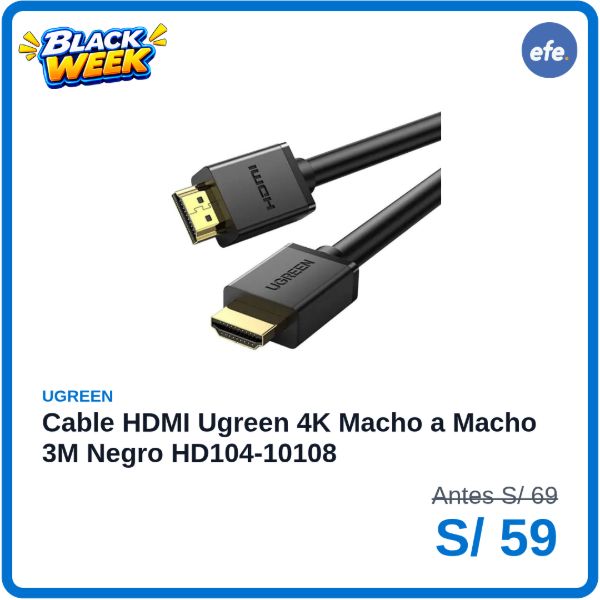 BLACK
WEEK
efe.
HDMI
UGREEN
UGREEN
Cable HDMI Ugreen 4K Macho a Macho
3M Negro HD104-10108
Antes S/ 69
S/ 59